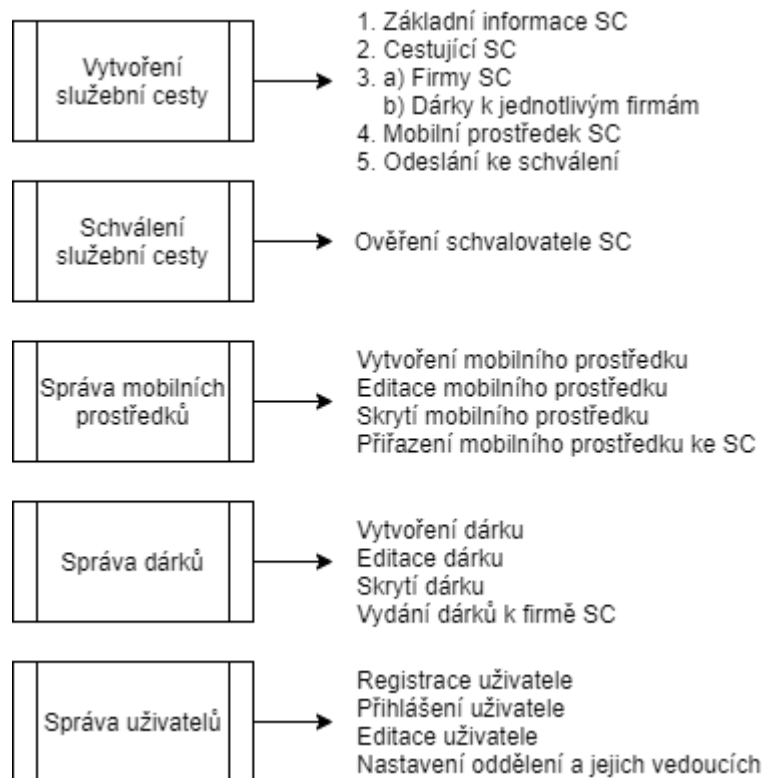 Vytvoření
služební cesty
1. Základní informace SC
2. Cestující SC
3. a) Firmy SC
b) Dárky k jednotlivým firmám
4. Mobilní prostředek SC
5. Odeslání ke schválení
Schválení
služební cesty
Ověření schvalovatele SC
Správa mobilních
prostředků
Vytvoření mobilního prostředku
Editace mobilního prostředku
Skrytí mobilního prostředku
Přiřazení mobilního prostředku ke SC
Správa dárků
Vytvoření dárku
Editace dárku
Skrytí dárku
Vydání dárků k firmě SC
Správa uživatelů
Registrace uživatele
Přihlášení uživatele
Editace uživatele
Nastavení oddělení a jejich vedoucích